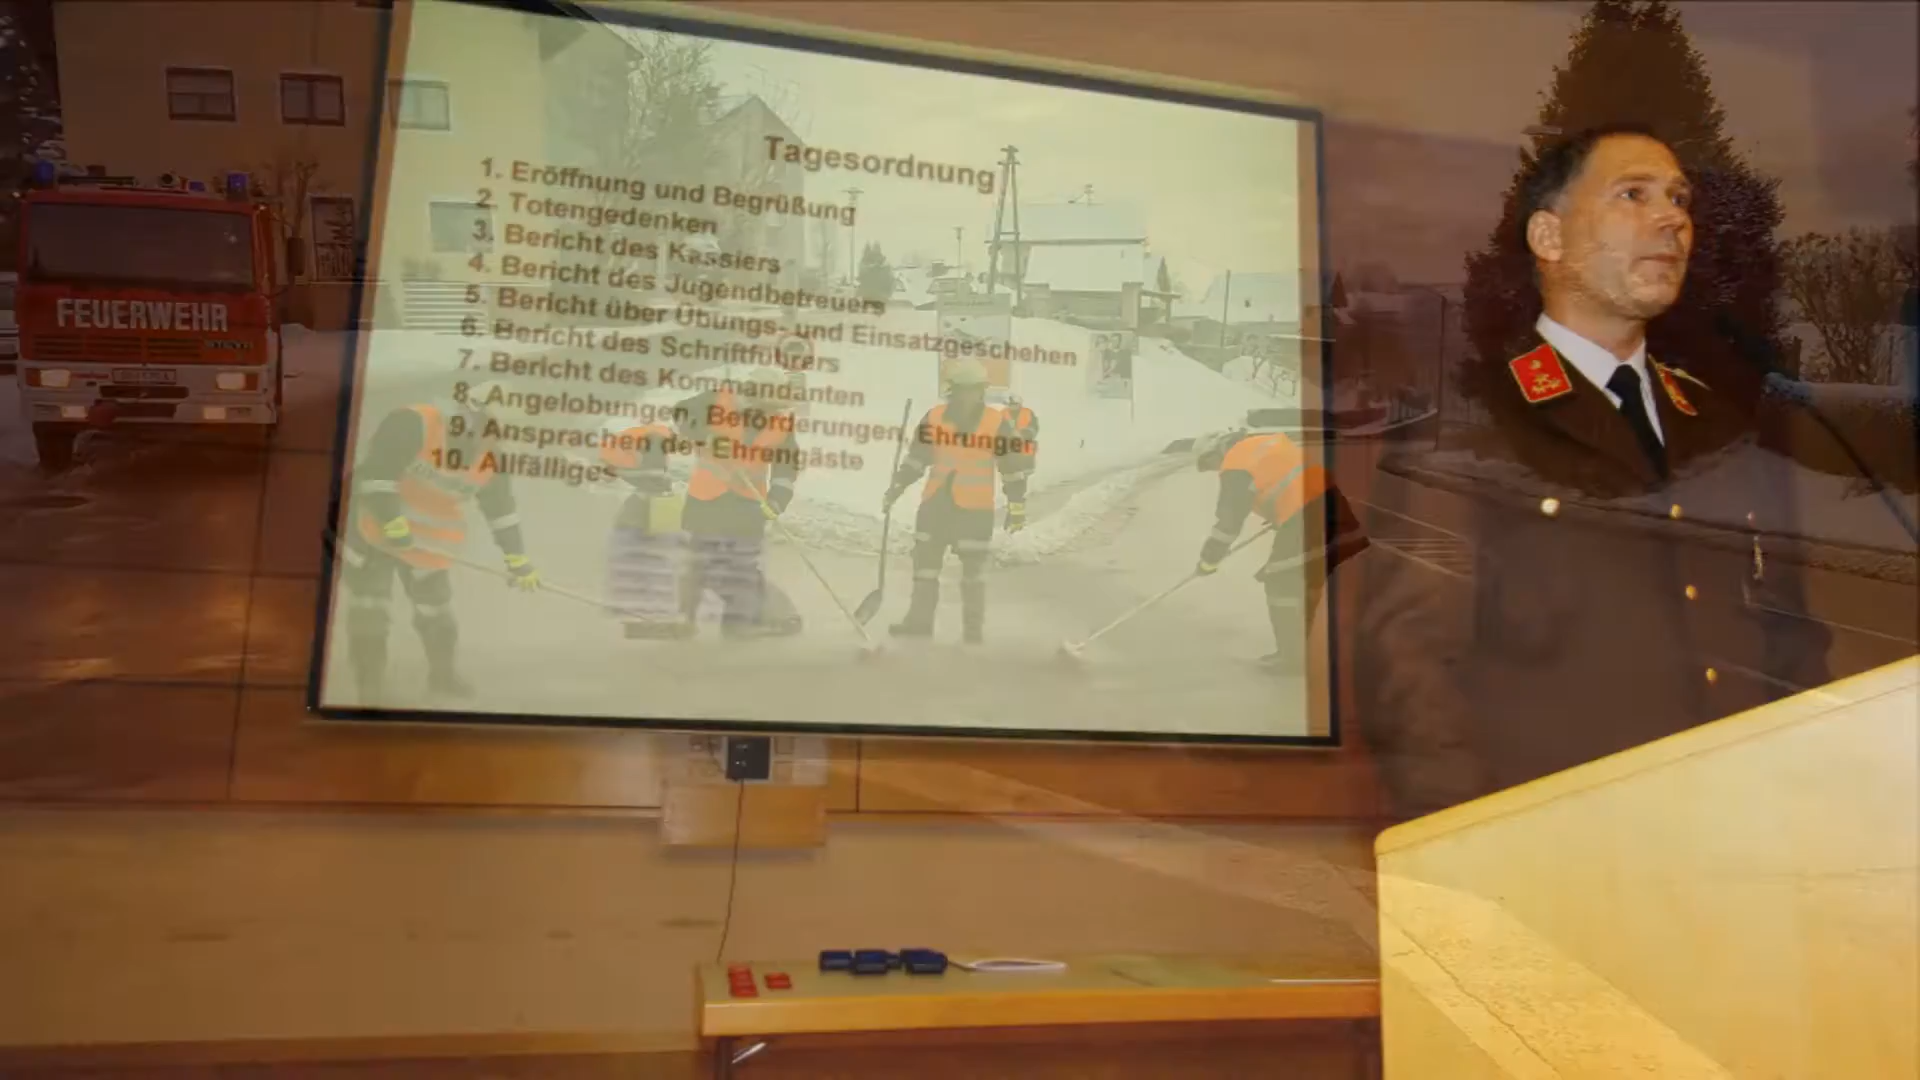 Tagesordnung
1. Eröffnung und Begrüßung
2. Totengedenken
3. Bericht des Kassiers
4. Bericht des Jugendbetreuers
5. Bericht über Übungs- und Einsatzgeschehen
6. Bericht des Schriftführers
7. Bericht des Kommandanten
8. Angelobungen, Beförderungen, Ehrungen
9. Ansprachen der Ehrengäste
10. Allfälliges
FEUERWEHR